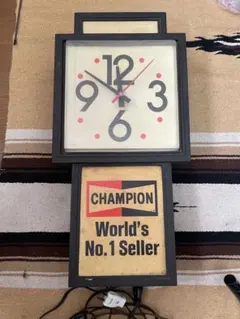 12
9 3
6
CHAMPION
World's
No.1 Seller